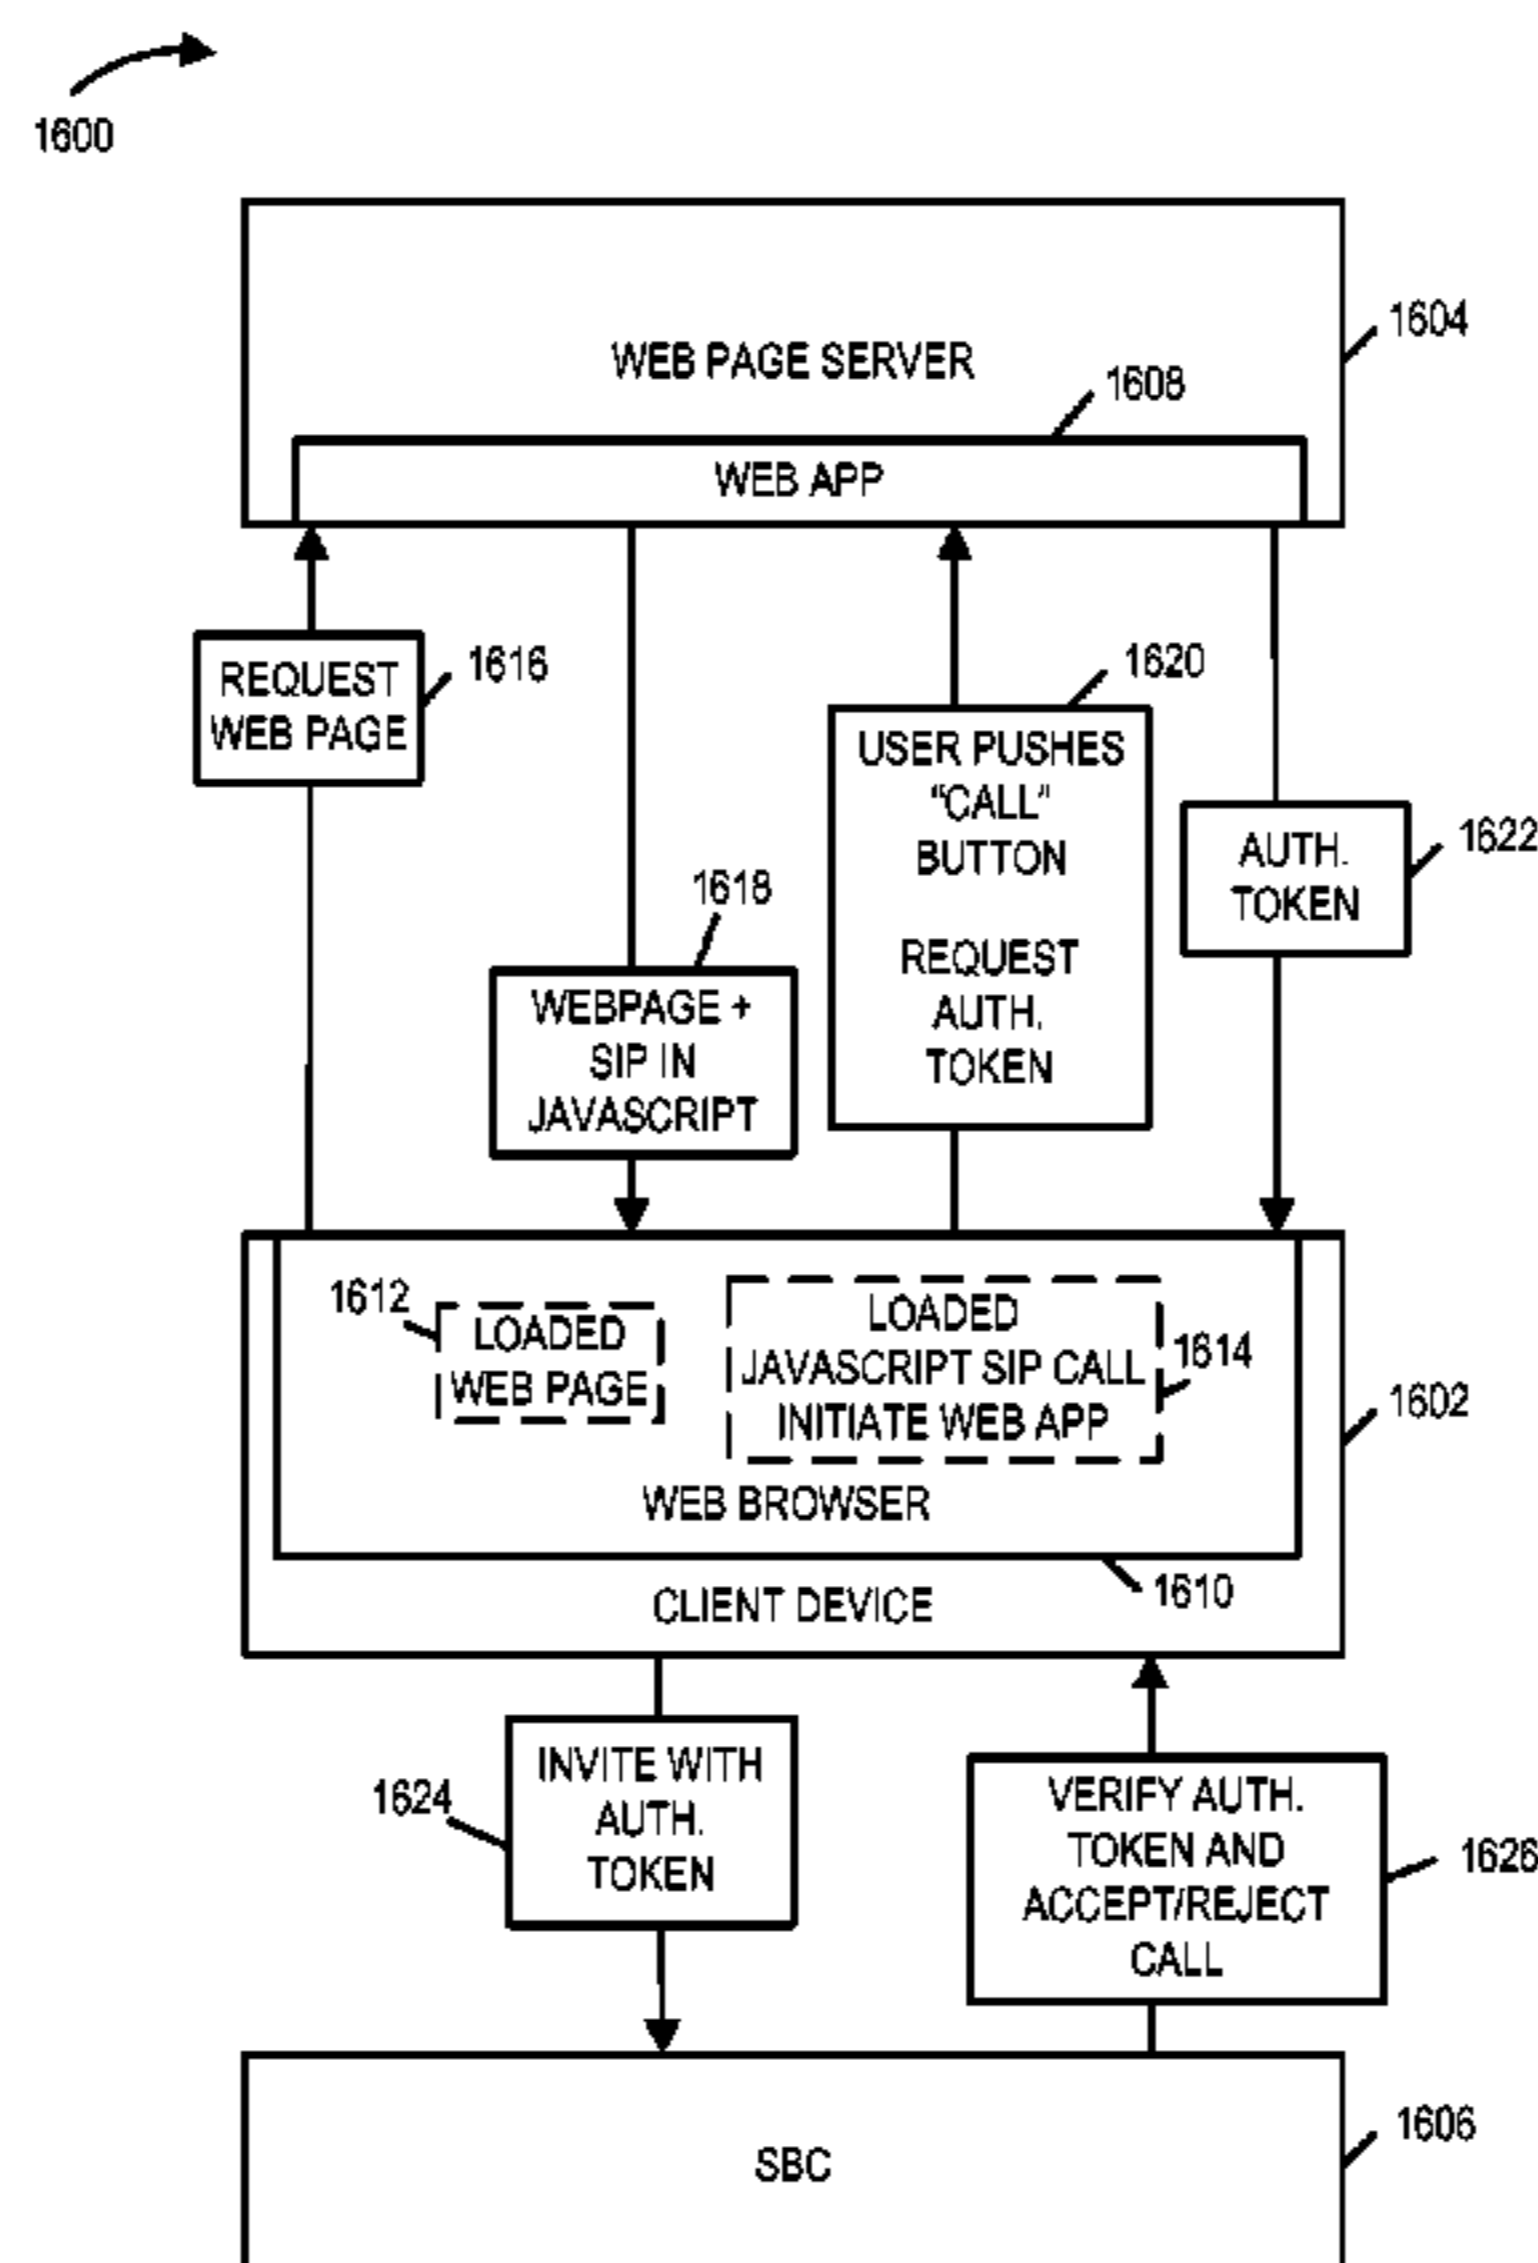 1600
1604
WEB PAGE SERVER
1608
WEB APP
REQUEST
WEB PAGE
1616
1620
USER PUSHES
“CALL”
BUTTON
REQUEST
AUTH.
TOKEN
1622
AUTH.
TOKEN
1618
WEBPAGE +
SIP IN
JAVASCRIPT
1612
LOADED
WEB PAGE
LOADED
JAVASCRIPT SIP CALL
INITIATE WEB APP
1614
1602
WEB BROWSER
1610
CLIENT DEVICE
1624
INVITE WITH
AUTH.
TOKEN
VERIFY AUTH.
TOKEN AND
ACCEPT/REJECT
CALL
1626
1606
SBC